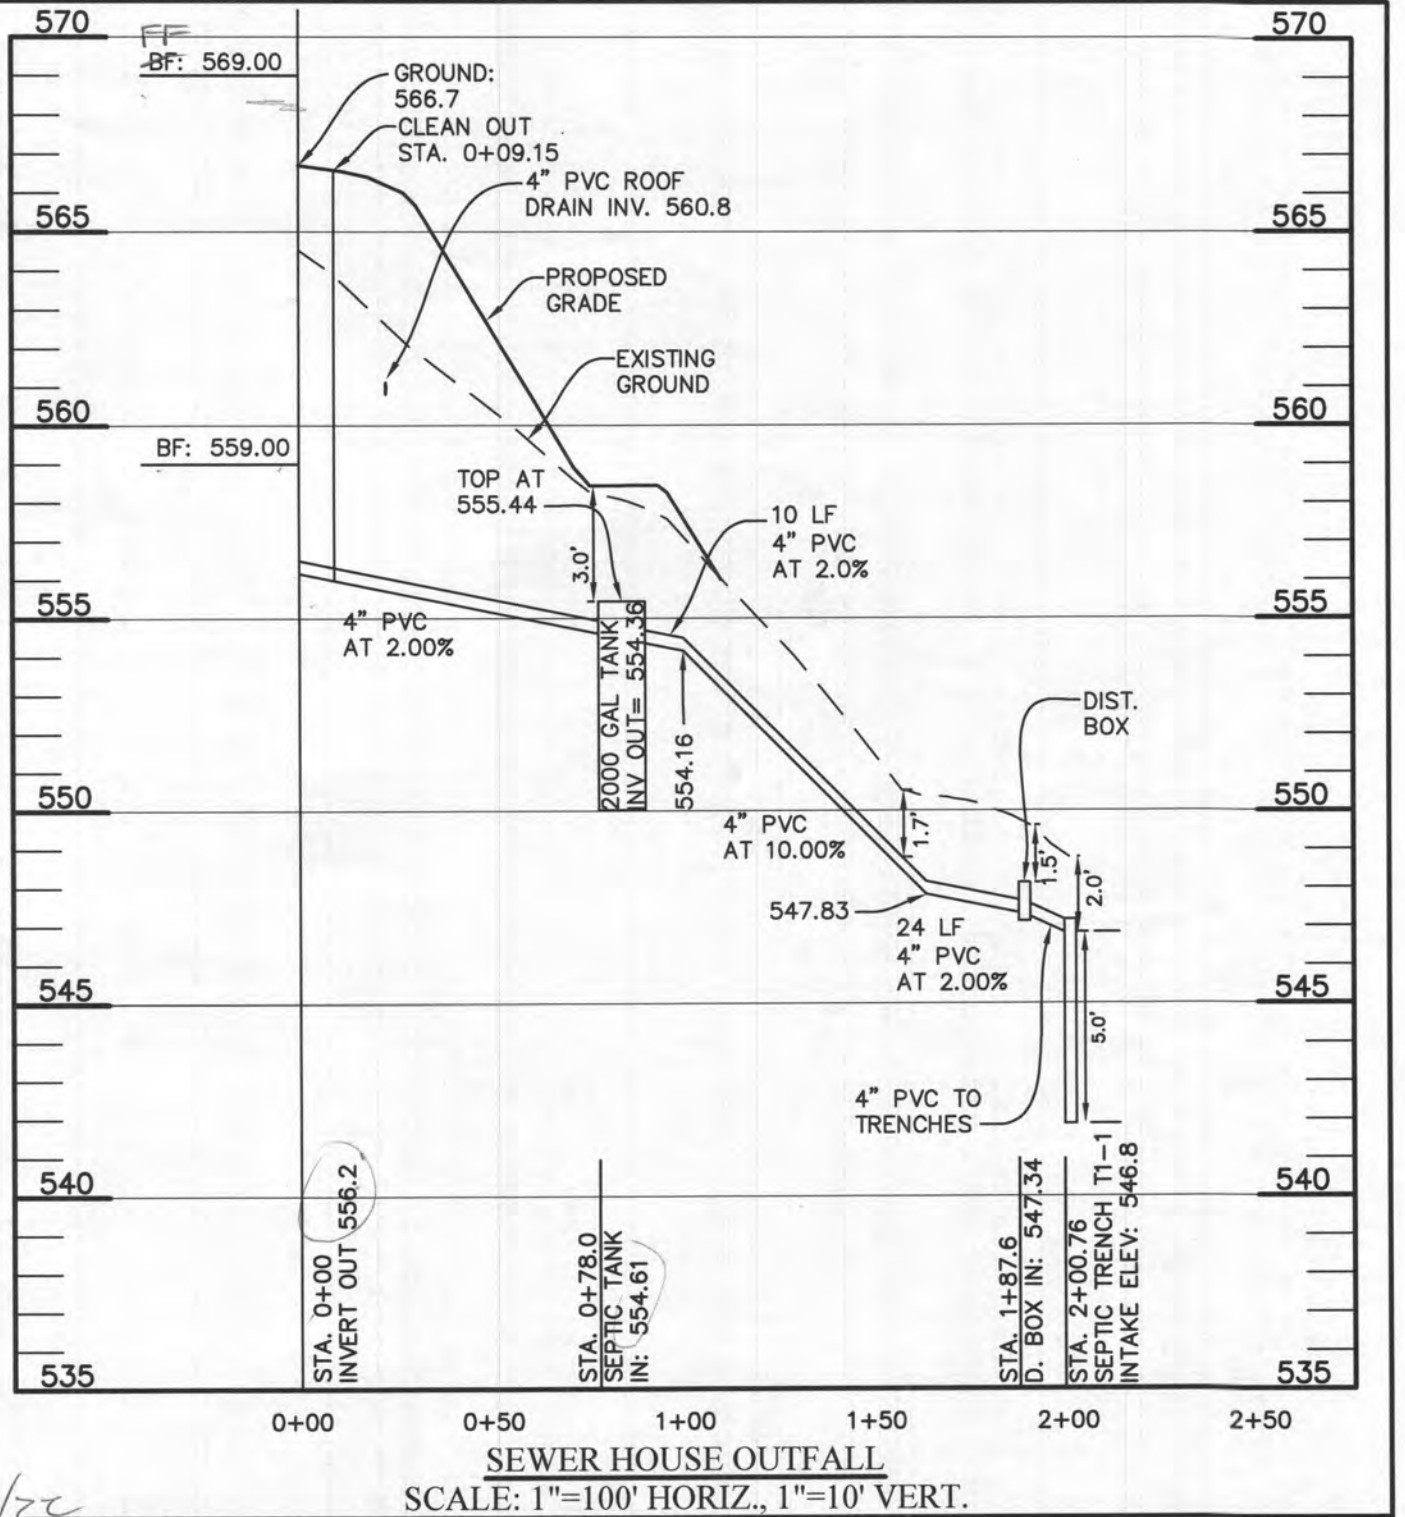 570
570
FF
BF: 569.00
GROUND:
566.7
CLEAN OUT
STA. 0+09.15
4" PVC ROOF
DRAIN INV. 560.8
565
565
PROPOSED
GRADE
EXISTING
GROUND
560
560
BF: 559.00
TOP AT
555.44
10 LF
4" PVC
AT 2.0%
3.0'
555
555
4" PVC
AT 2.00%
2000 GAL TANK
INV OUT= 554.36
554.16
DIST.
BOX
550
550
4" PVC
AT 10.00%
1.7'
1.5'
2.0'
547.83
24 LF
4" PVC
AT 2.00%
545
545
5.0'
4" PVC TO
TRENCHES
540
540
STA. 0+00
INVERT OUT 556.2
STA. 0+78.0
SEPTIC TANK
IN: 554.61
STA. 1+87.6
D. BOX IN: 547.34
STA. 2+00.76
SEPTIC TRENCH T1-1
INTAKE ELEV: 546.8
535
535
0+00
0+50
1+00
1+50
2+00
2+50
SEWER HOUSE OUTFALL
SCALE: 1"=100' HORIZ., 1"=10' VERT.